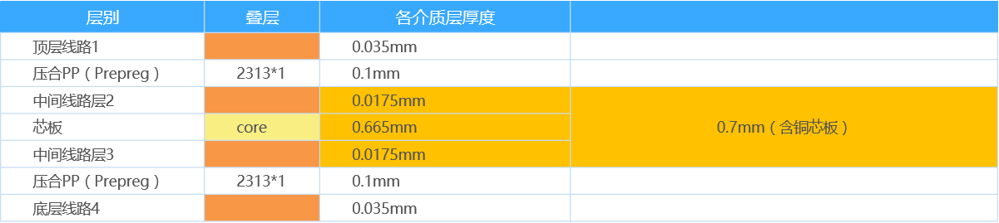 层别 叠层 各介质层厚度
顶层线路1 0.035mm
压合PP（Prepreg） 2313*1 0.1mm
中间线路层2 0.0175mm
芯板 core 0.665mm 0.7mm（含铜芯板）
中间线路层3 0.0175mm
压合PP（Prepreg） 2313*1 0.1mm
底层线路4 0.035mm